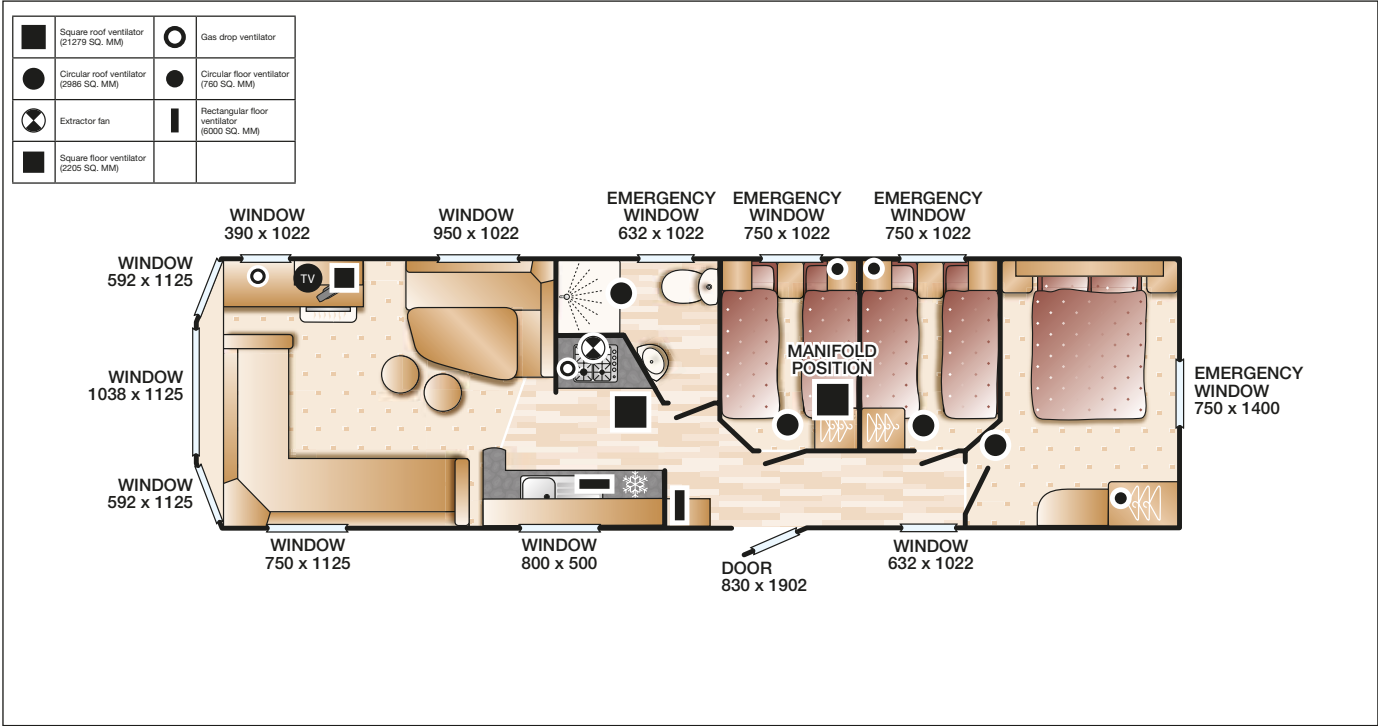 Square roof ventilator
(21279 SQ. MM)
Gas drop ventilator
Circular roof ventilator
(2986 SQ. MM)
Circular floor ventilator
(760 SQ. MM)
Extractor fan
Rectangular floor
ventilator
(6000 SQ. MM)
Square floor ventilator
(2205 SQ. MM)
WINDOW
390 x 1022
WINDOW
950 x 1022
EMERGENCY
WINDOW
632 x 1022
EMERGENCY
WINDOW
750 x 1022
EMERGENCY
WINDOW
750 x 1022
WINDOW
592 x 1125
TV
MANIFOLD
POSITION
WINDOW
1038 x 1125
EMERGENCY
WINDOW
750 x 1400
WINDOW
592 x 1125
WINDOW
750 x 1125
WINDOW
800 x 500
DOOR
830 x 1902
WINDOW
632 x 1022